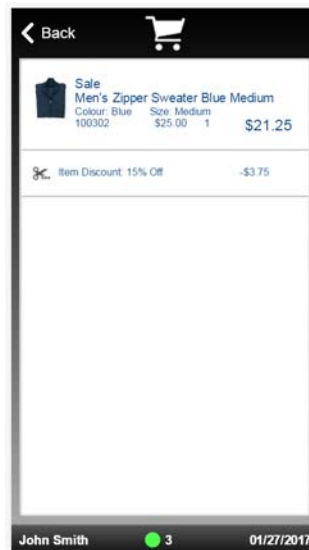 Back
Sale
Men's Zipper Sweater Blue Medium
Colour: Blue Size: Medium
100302 $25.00 1 $21.25
Item Discount: 15% Off -$3.75
John Smith 3 01/27/2017